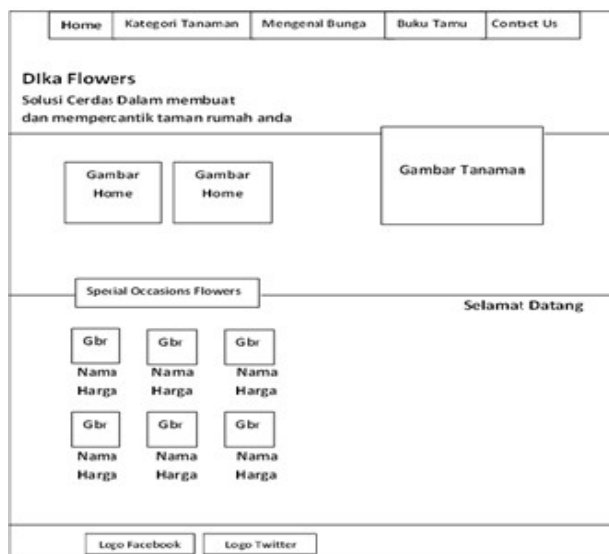 Home Kategori Tanaman Mengenal Bunga Buku Tamu Contact Us
DIka Flowers
Solusi Cerdas Dalam membuat
dan mempercantik taman rumah anda
Gambar Home
Gambar Home
Gambar Tanaman
Special Occasions Flowers
Selamat Datang
Gbr Gbr Gbr
Nama Nama Nama
Harga Harga Harga
Gbr Gbr Gbr
Nama Nama Nama
Harga Harga Harga
Logo Facebook Logo Twitter